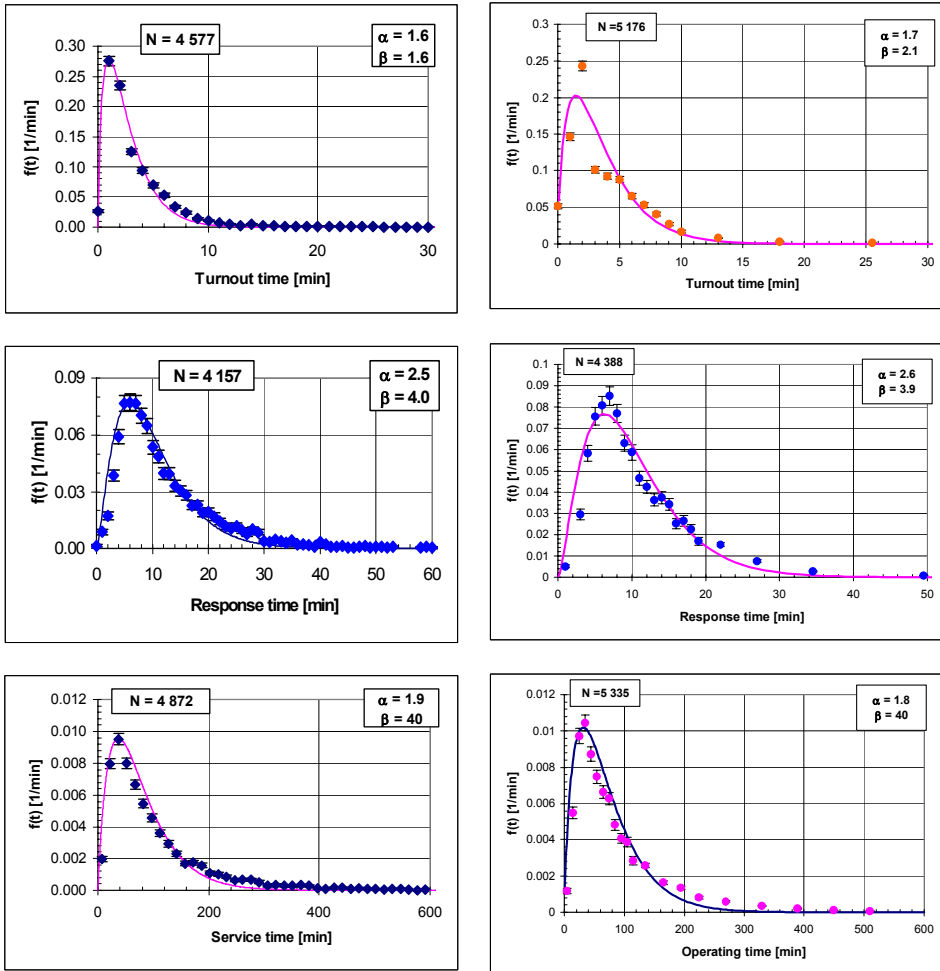 N = 4 577
α = 1.6
β = 1.6
f(t) [1/min]
0.30
0.25
0.20
0.15
0.10
0.05
0.00
0 10 20 30
Turnout time [min]
N =5 176
α = 1.7
β = 2.1
f(t) [1/min]
0.3
0.25
0.2
0.15
0.1
0.05
0
0 5 10 15 20 25 30
Turnout time [min]
N = 4 157
α = 2.5
β = 4.0
f(t) [1/min]
0.09
0.06
0.03
0.00
0 10 20 30 40 50 60
Response time [min]
N =4 388
α = 2.6
β = 3.9
f(t) [1/min]
0.1
0.09
0.08
0.07
0.06
0.05
0.04
0.03
0.02
0.01
0
0 10 20 30 40 50
Response time [min]
N = 4 872
α = 1.9
β = 40
f(t) [1/min]
0.012
0.010
0.008
0.006
0.004
0.002
0.000
0 200 400 600
Service time [min]
N =5 335
α = 1.8
β = 40
f(t) [1/min]
0.012
0.01
0.008
0.006
0.004
0.002
0
0 100 200 300 400 500 600
Operating time [min]